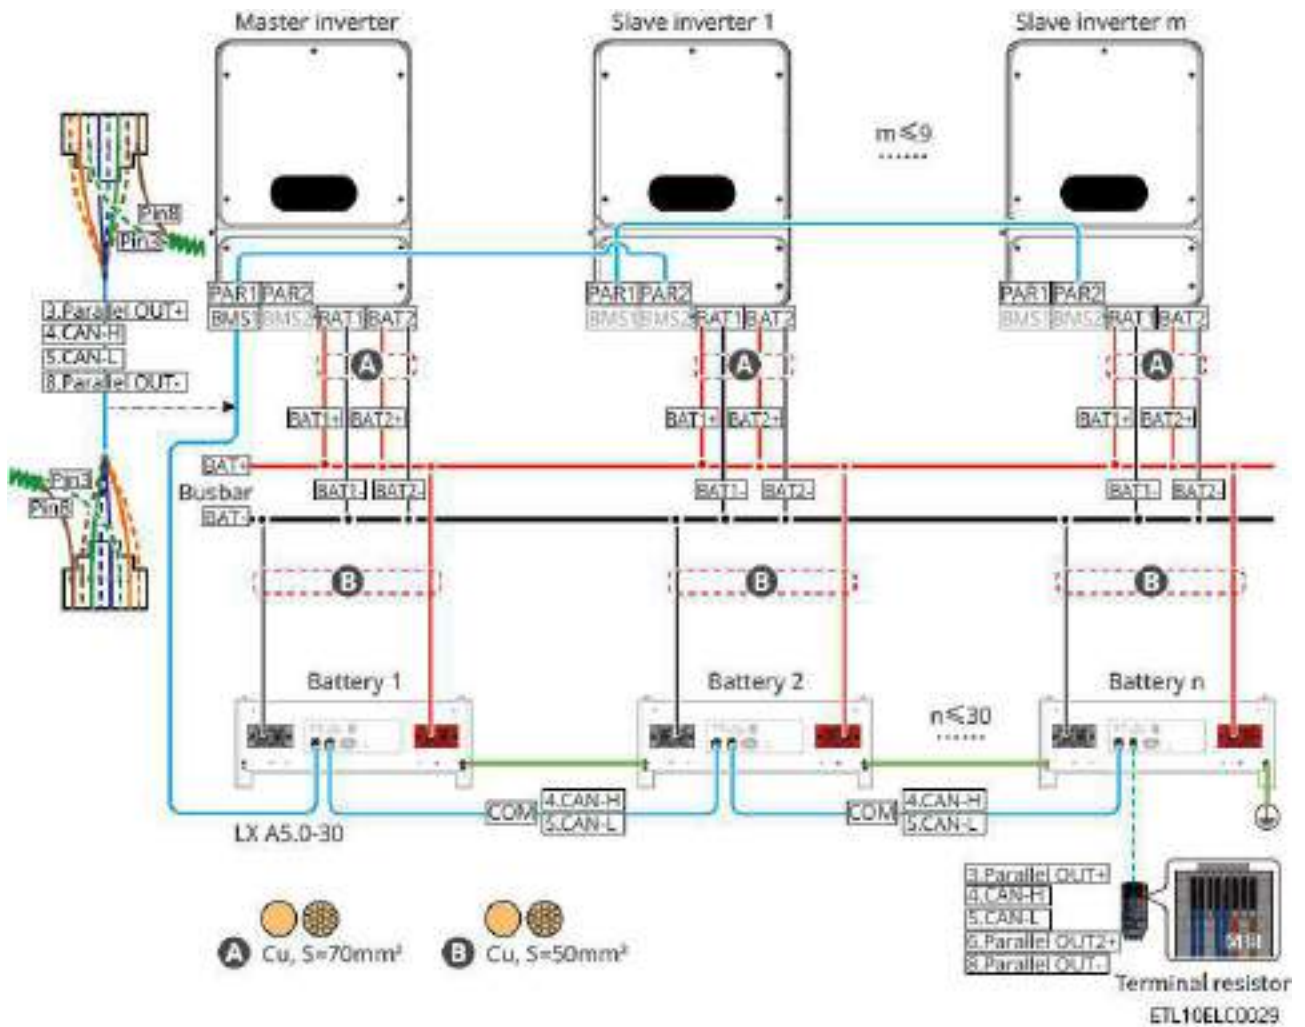 Master inverter
Slave inverter 1
Slave inverter m
m≤9
Pin8
Pin3
3.Parallel OUT+
4.CAN-H
5.CAN-L
8.Parallel OUT-
PAR1 PAR2
BMS1 BMS2 BAT1 BAT2
PAR1 PAR2
BMS1 BMS2 BAT1 BAT2
PAR1 PAR2
BMS1 BMS2 BAT1 BAT2
A
A
A
BAT1+ BAT2+
BAT1+ BAT2+
BAT1+ BAT2+
BAT+
Busbar
BAT-
BAT1- BAT2-
BAT1- BAT2-
BAT1- BAT2-
Pin3
Pin8
B
B
B
Battery 1
Battery 2
Battery n
n≤30
COM
4.CAN-H
5.CAN-L
COM
4.CAN-H
5.CAN-L
LX A5.0-30
A Cu, S=70mm²
B Cu, S=50mm²
3.Parallel OUT+
4.CAN-H
5.CAN-L
6.Parallel OUT2+
8.Parallel OUT-
Terminal resistor
ETL10ELC0029